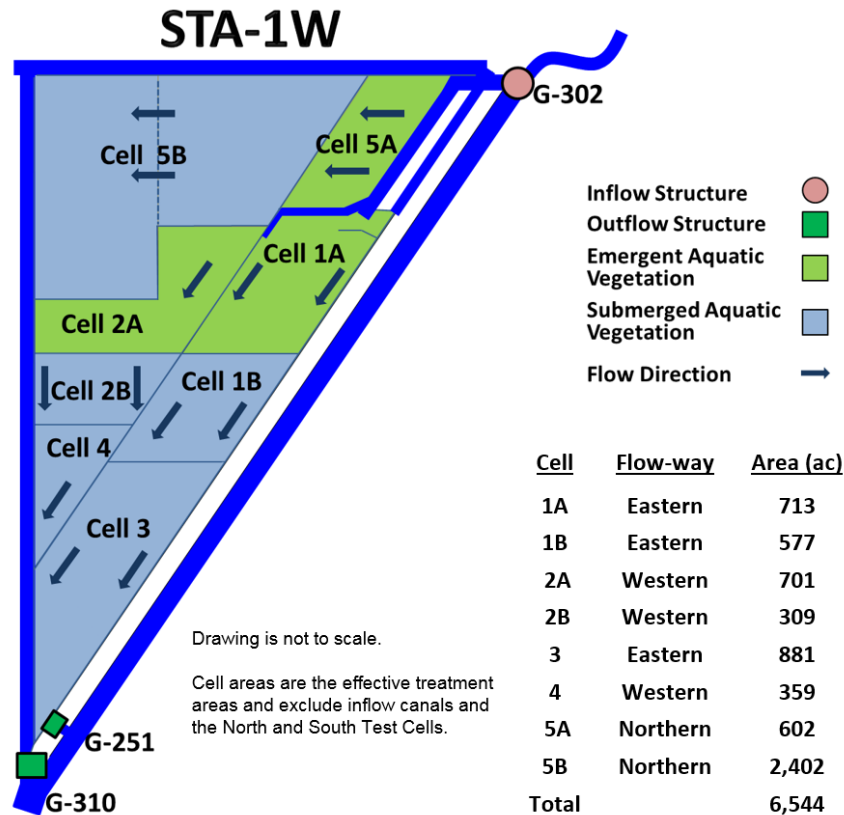 STA-1W
G-302
Cell 5A
Cell 5B
Cell 1A
Cell 2A
Cell 2B
Cell 1B
Cell 4
Cell 3
G-251
G-310
Inflow Structure
Outflow Structure
Emergent Aquatic
Vegetation
Submerged Aquatic
Vegetation
Flow Direction
Drawing is not to scale.
Cell areas are the effective treatment
areas and exclude inflow canals and
the North and South Test Cells.
Cell Flow-way Area (ac)
1A Eastern 713
1B Eastern 577
2A Western 701
2B Western 309
3 Eastern 881
4 Western 359
5A Northern 602
5B Northern 2,402
Total 6,544